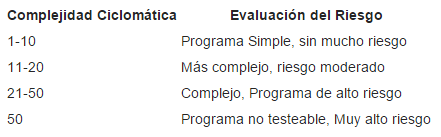 Complejidad Ciclomática Evaluación del Riesgo
1-10 Programa Simple, sin mucho riesgo
11-20 Más complejo, riesgo moderado
21-50 Complejo, Programa de alto riesgo
50 Programa no testeable, Muy alto riesgo